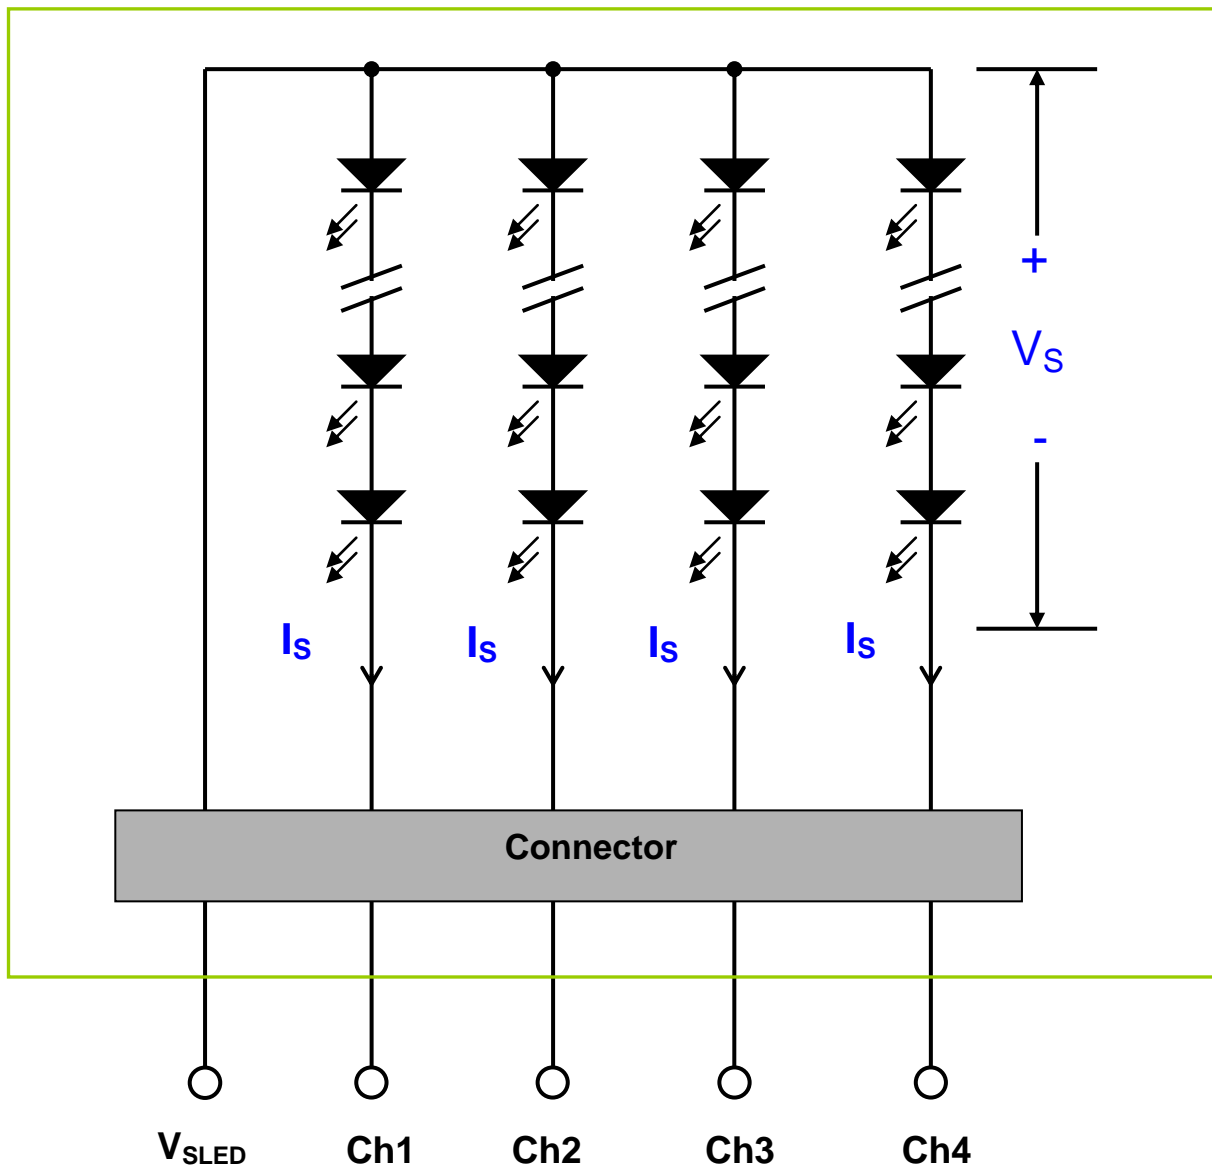 +
VS
-
IS IS IS IS
Connector
VSLED Ch1 Ch2 Ch3 Ch4